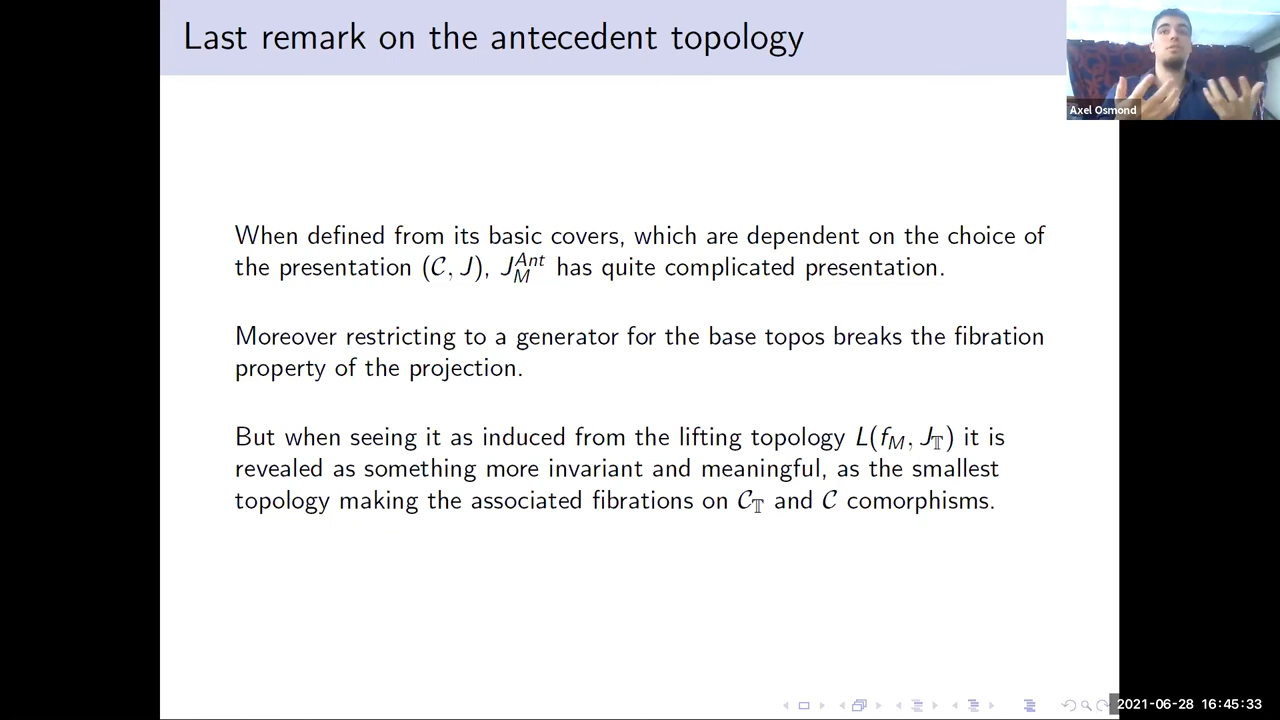 Last remark on the antecedent topology
Axel Osmond
When defined from its basic covers, which are dependent on the choice of
the presentation (𝒞, J), J_M^{Ant} has quite complicated presentation.
Moreover restricting to a generator for the base topos breaks the fibration
property of the projection.
But when seeing it as induced from the lifting topology L(f_M, J_𝕋) it is
revealed as something more invariant and meaningful, as the smallest
topology making the associated fibrations on 𝒞_𝕋 and 𝒞 comorphisms.
2021-06-28 16:45:33